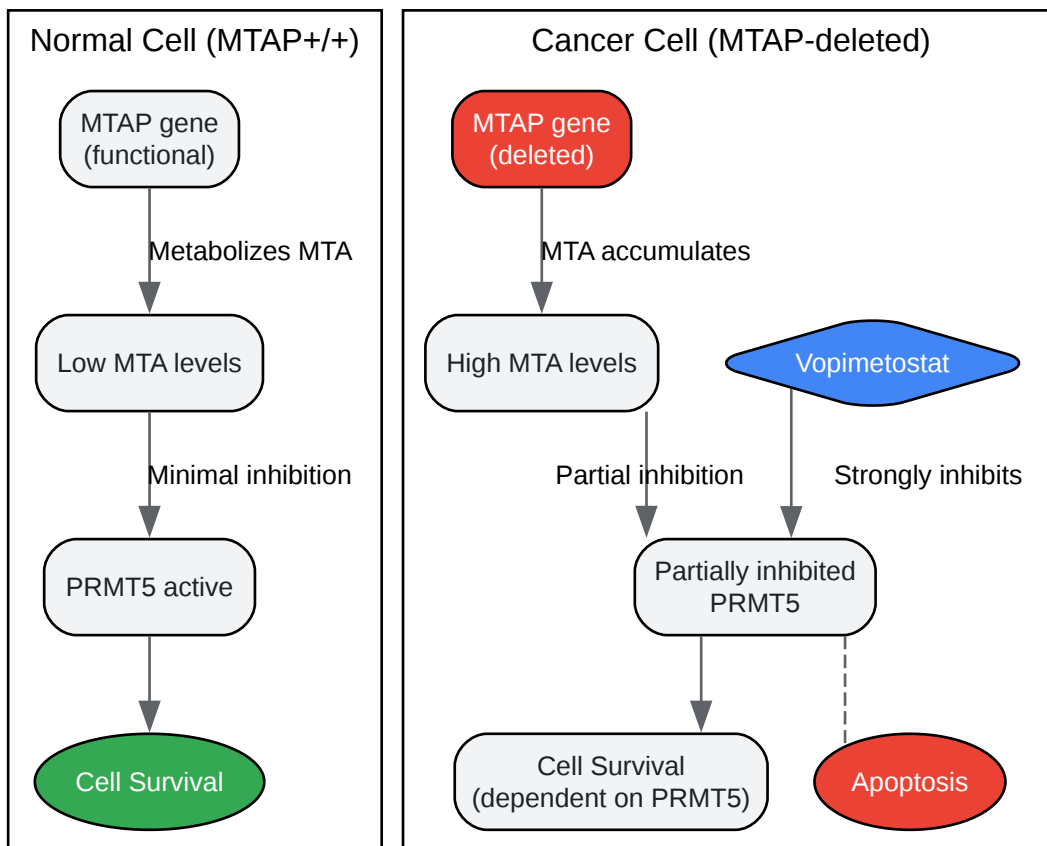 Normal Cell (MTAP+/+)
MTAP gene
(functional)
Metabolizes MTA
Low MTA levels
Minimal inhibition
PRMT5 active
Cell Survival
Cancer Cell (MTAP-deleted)
MTAP gene
(deleted)
MTA accumulates
High MTA levels
Vopimetostat
Partial inhibition
Strongly inhibits
Partially inhibited
PRMT5
Cell Survival
(dependent on PRMT5)
Apoptosis